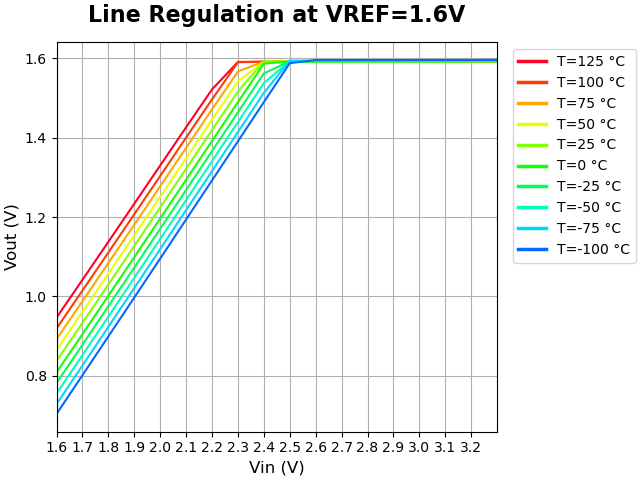 Line Regulation at VREF=1.6V
Vout (V)
1.6
1.4
1.2
1.0
0.8
1.6 1.7 1.8 1.9 2.0 2.1 2.2 2.3 2.4 2.5 2.6 2.7 2.8 2.9 3.0 3.1 3.2
Vin (V)
T=125 °C
T=100 °C
T=75 °C
T=50 °C
T=25 °C
T=0 °C
T=-25 °C
T=-50 °C
T=-75 °C
T=-100 °C